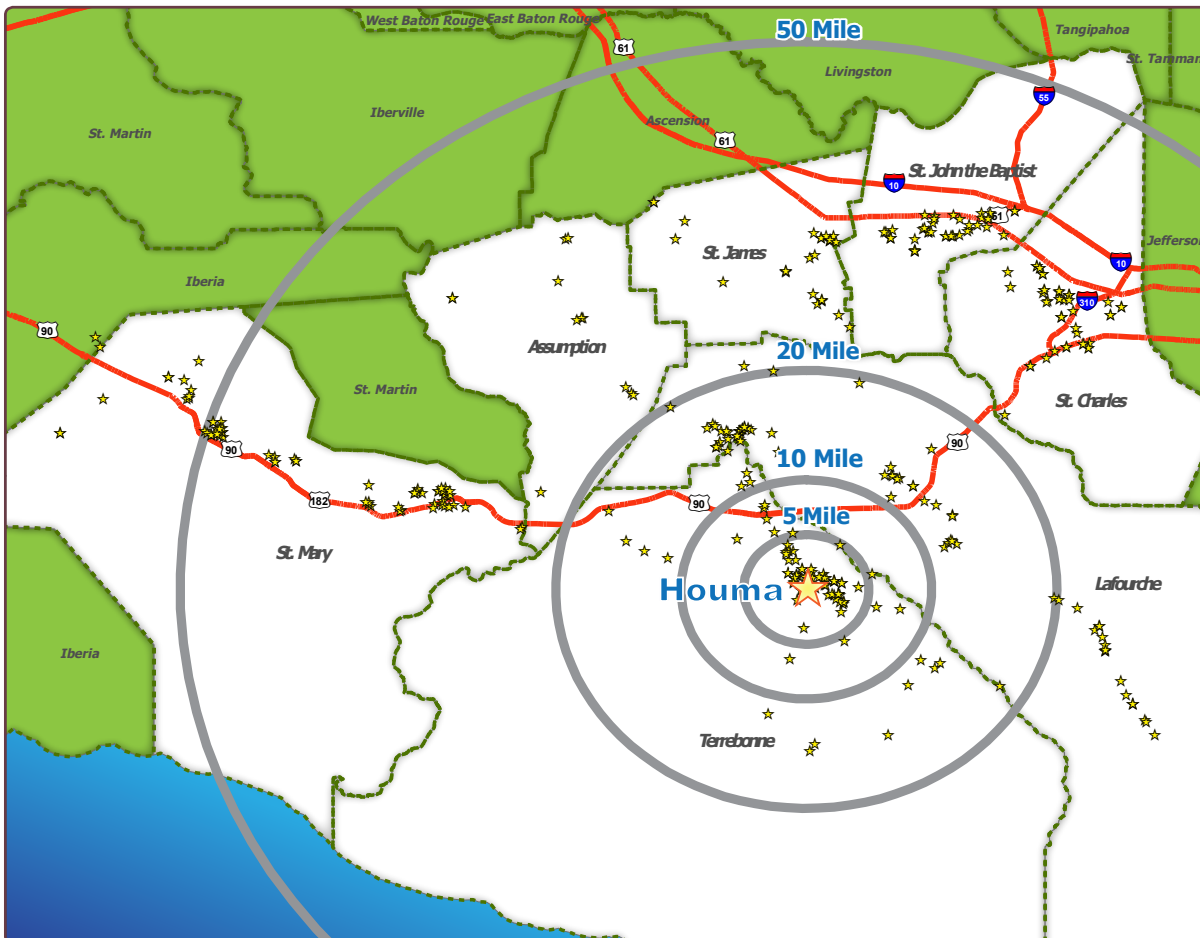 West Baton Rouge
East Baton Rouge
50 Mile
Tangipahoa
61
St. Tamman
Livingston
55
St. Martin
Iberville
Ascension
61
St. John the Baptist
10
61
Jefferson
St. James
10
Iberia
310
90
Assumption
20 Mile
St. Martin
St. Charles
90
90
10 Mile
182
90
5 Mile
St. Mary
Houma
Lafourche
Iberia
Terrebonne